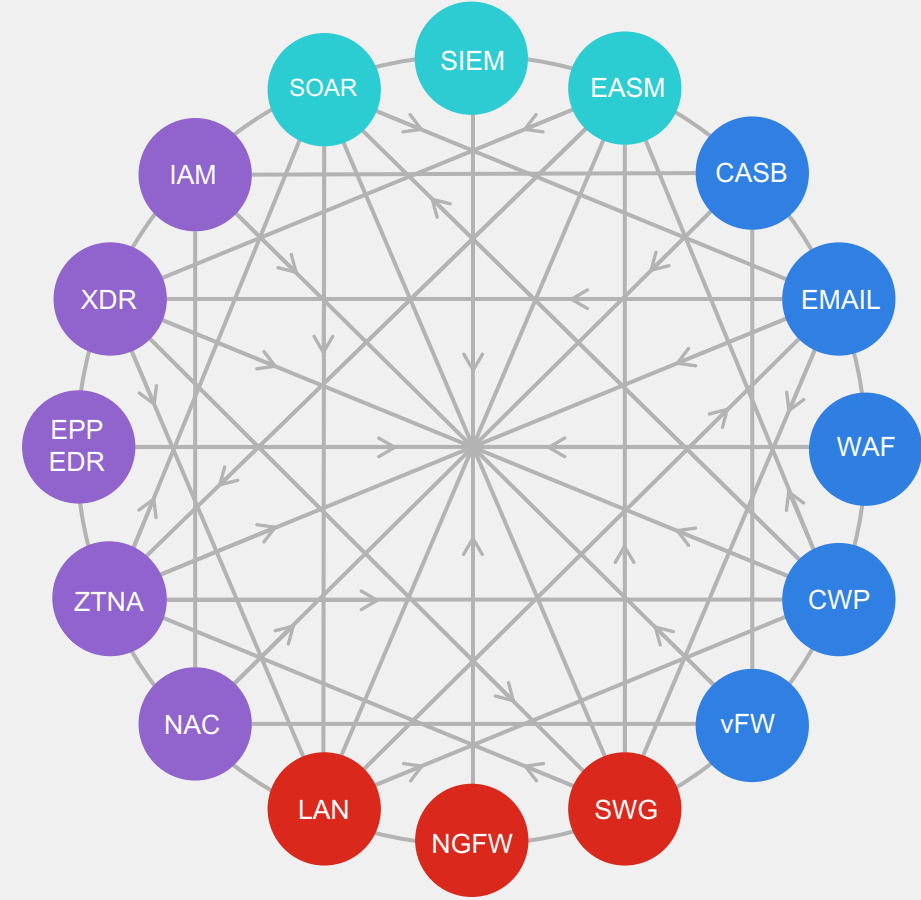 SIEM
EASM
SOAR
CASB
IAM
EMAIL
XDR
WAF
EPP
EDR
CWP
ZTNA
vFW
NAC
SWG
LAN
NGFW